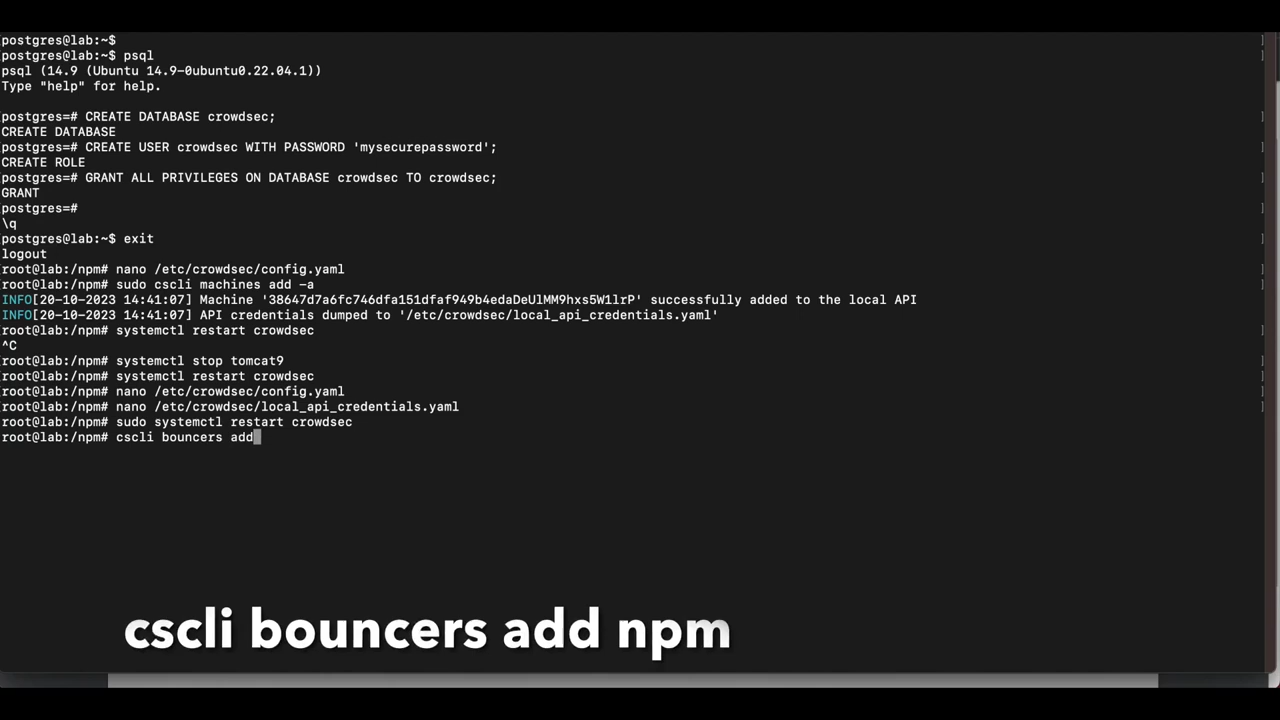 [postgres@lab:~$ ]
[postgres@lab:~$ psql ]
psql (14.9 (Ubuntu 14.9-0ubuntu0.22.04.1))
Type "help" for help.
[postgres=# CREATE DATABASE crowdsec; ]
CREATE DATABASE
[postgres=# CREATE USER crowdsec WITH PASSWORD 'mysecurepassword'; ]
CREATE ROLE
[postgres=# GRANT ALL PRIVILEGES ON DATABASE crowdsec TO crowdsec; ]
GRANT
[postgres=# ]
\q
[postgres@lab:~$ exit ]
logout
[root@lab:/npm# nano /etc/crowdsec/config.yaml ]
[root@lab:/npm# sudo cscli machines add -a ]
INFO[20-10-2023 14:41:07] Machine '38647d7a6fc746dfa151dfaf949b4edaDeUlMM9hxs5W1lrP' successfully added to the local API
INFO[20-10-2023 14:41:07] API credentials dumped to '/etc/crowdsec/local_api_credentials.yaml'
[root@lab:/npm# systemctl restart crowdsec ]
^C
root@lab:/npm# systemctl stop tomcat9 ]
root@lab:/npm# systemctl restart crowdsec ]
root@lab:/npm# nano /etc/crowdsec/config.yaml ]
root@lab:/npm# nano /etc/crowdsec/local_api_credentials.yaml ]
root@lab:/npm# sudo systemctl restart crowdsec ]
root@lab:/npm# cscli bouncers add
cscli bouncers add npm